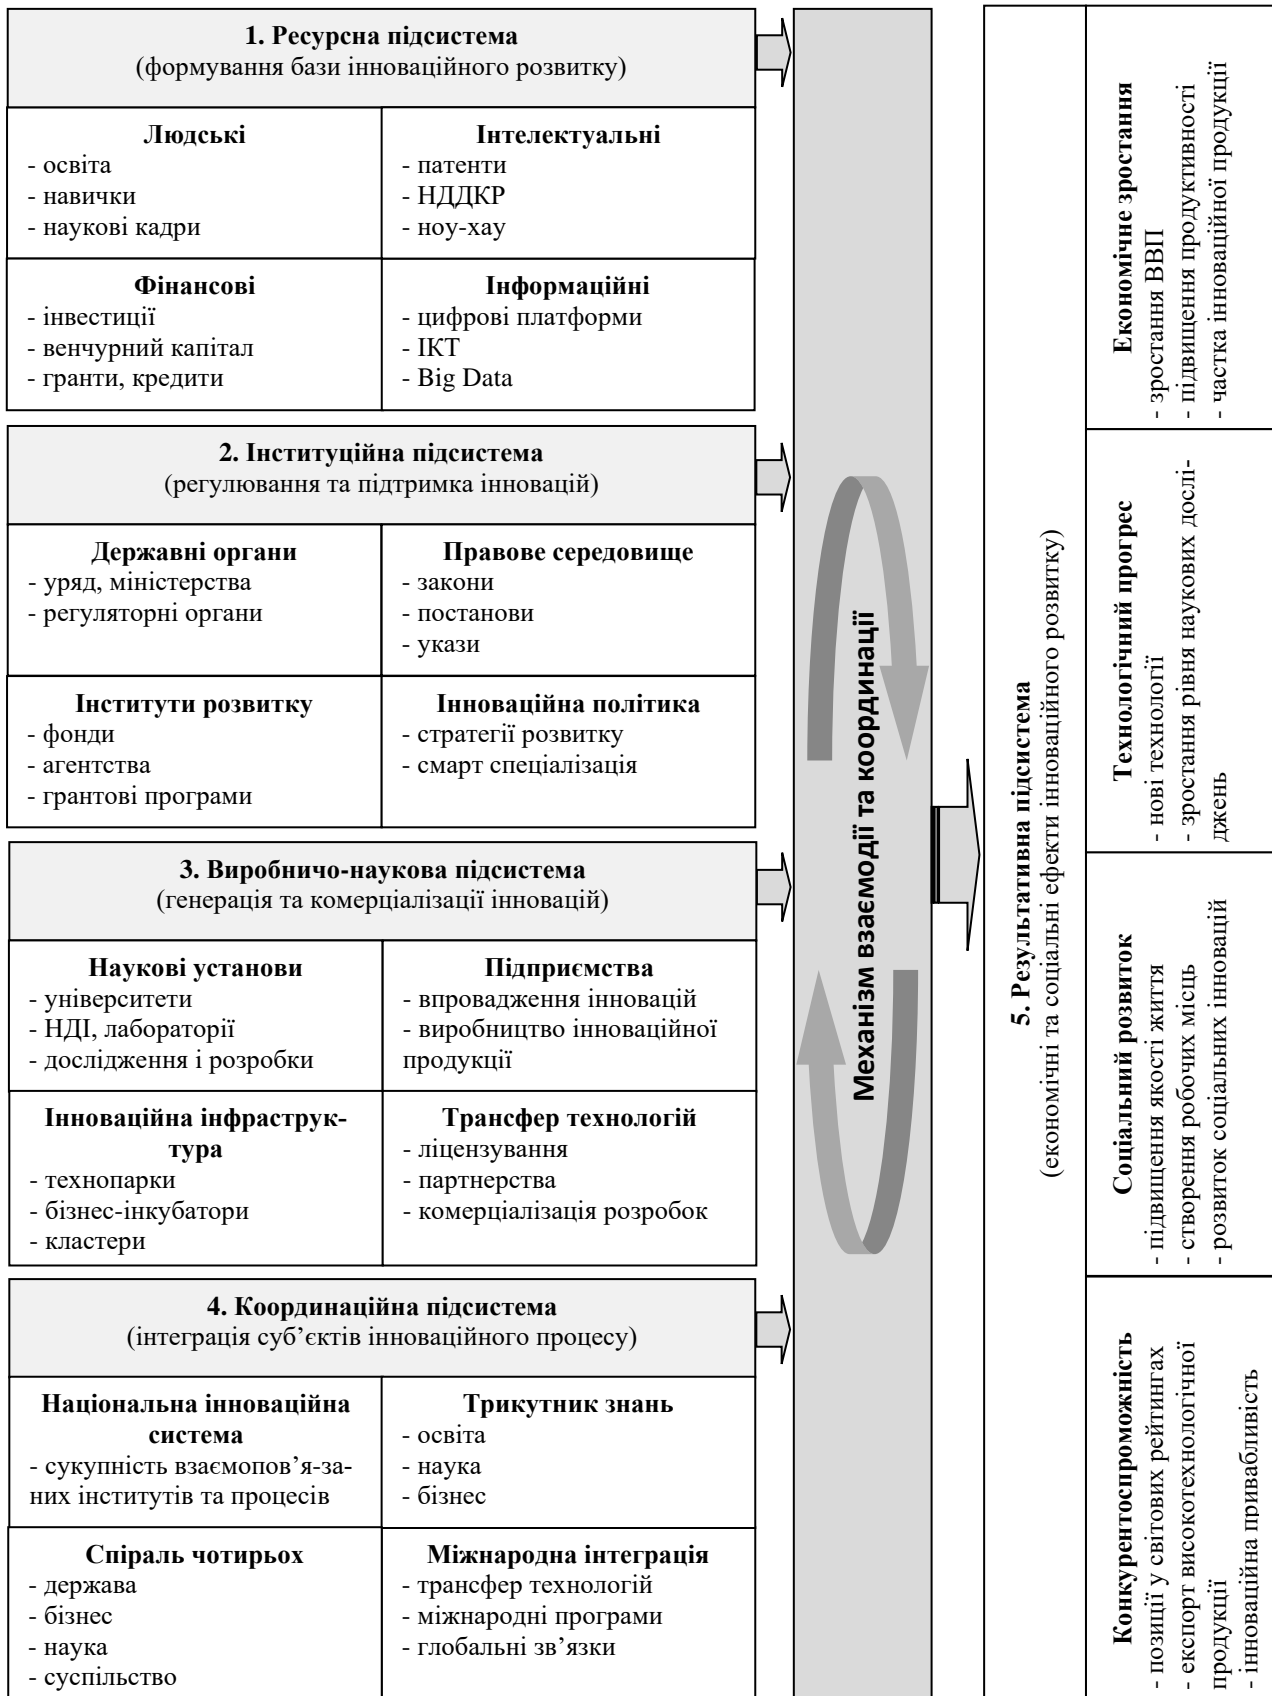 1. Ресурсна підсистема
(формування бази інноваційного розвитку)
Людські
- освіта
- навички
- наукові кадри
Інтелектуальні
- патенти
- НДДКР
- ноу-хау
Фінансові
- інвестиції
- венчурний капітал
- гранти, кредити
Інформаційні
- цифрові платформи
- ІКТ
- Big Data
2. Інституційна підсистема
(регулювання та підтримка інновацій)
Державні органи
- уряд, міністерства
- регуляторні органи
Правове середовище
- закони
- постанови
- укази
Інститути розвитку
- фонди
- агентства
- грантові програми
Інноваційна політика
- стратегії розвитку
- смарт спеціалізація
3. Виробничо-наукова підсистема
(генерація та комерціалізації інновацій)
Наукові установи
- університети
- НДІ, лабораторії
- дослідження і розробки
Підприємства
- впровадження інновацій
- виробництво інноваційної
продукції
Інноваційна інфраструк-
тура
- технопарки
- бізнес-інкубатори
- кластери
Трансфер технологій
- ліцензування
- партнерства
- комерціалізація розробок
4. Координаційна підсистема
(інтеграція суб’єктів інноваційного процесу)
Національна інноваційна
система
- сукупність взаємопов’я-за-
них інститутів та процесів
Трикутник знань
- освіта
- наука
- бізнес
Спіраль чотирьох
- держава
- бізнес
- наука
- суспільство
Міжнародна інтеграція
- трансфер технологій
- міжнародні програми
- глобальні зв’язки
Механізм взаємодії та координації
5. Результативна підсистема
(економічні та соціальні ефекти інноваційного розвитку)
Економічне зростання
- зростання ВВП
- підвищення продуктивності
- частка інноваційної продукції
Технологічний прогрес
- нові технології
- зростання рівня наукових дослі-
джень
Соціальний розвиток
- підвищення якості життя
- створення робочих місць
- розвиток соціальних інновацій
Конкурентоспроможність
- позиції у світових рейтингах
- експорт високотехнологічної
продукції
- інноваційна привабливість